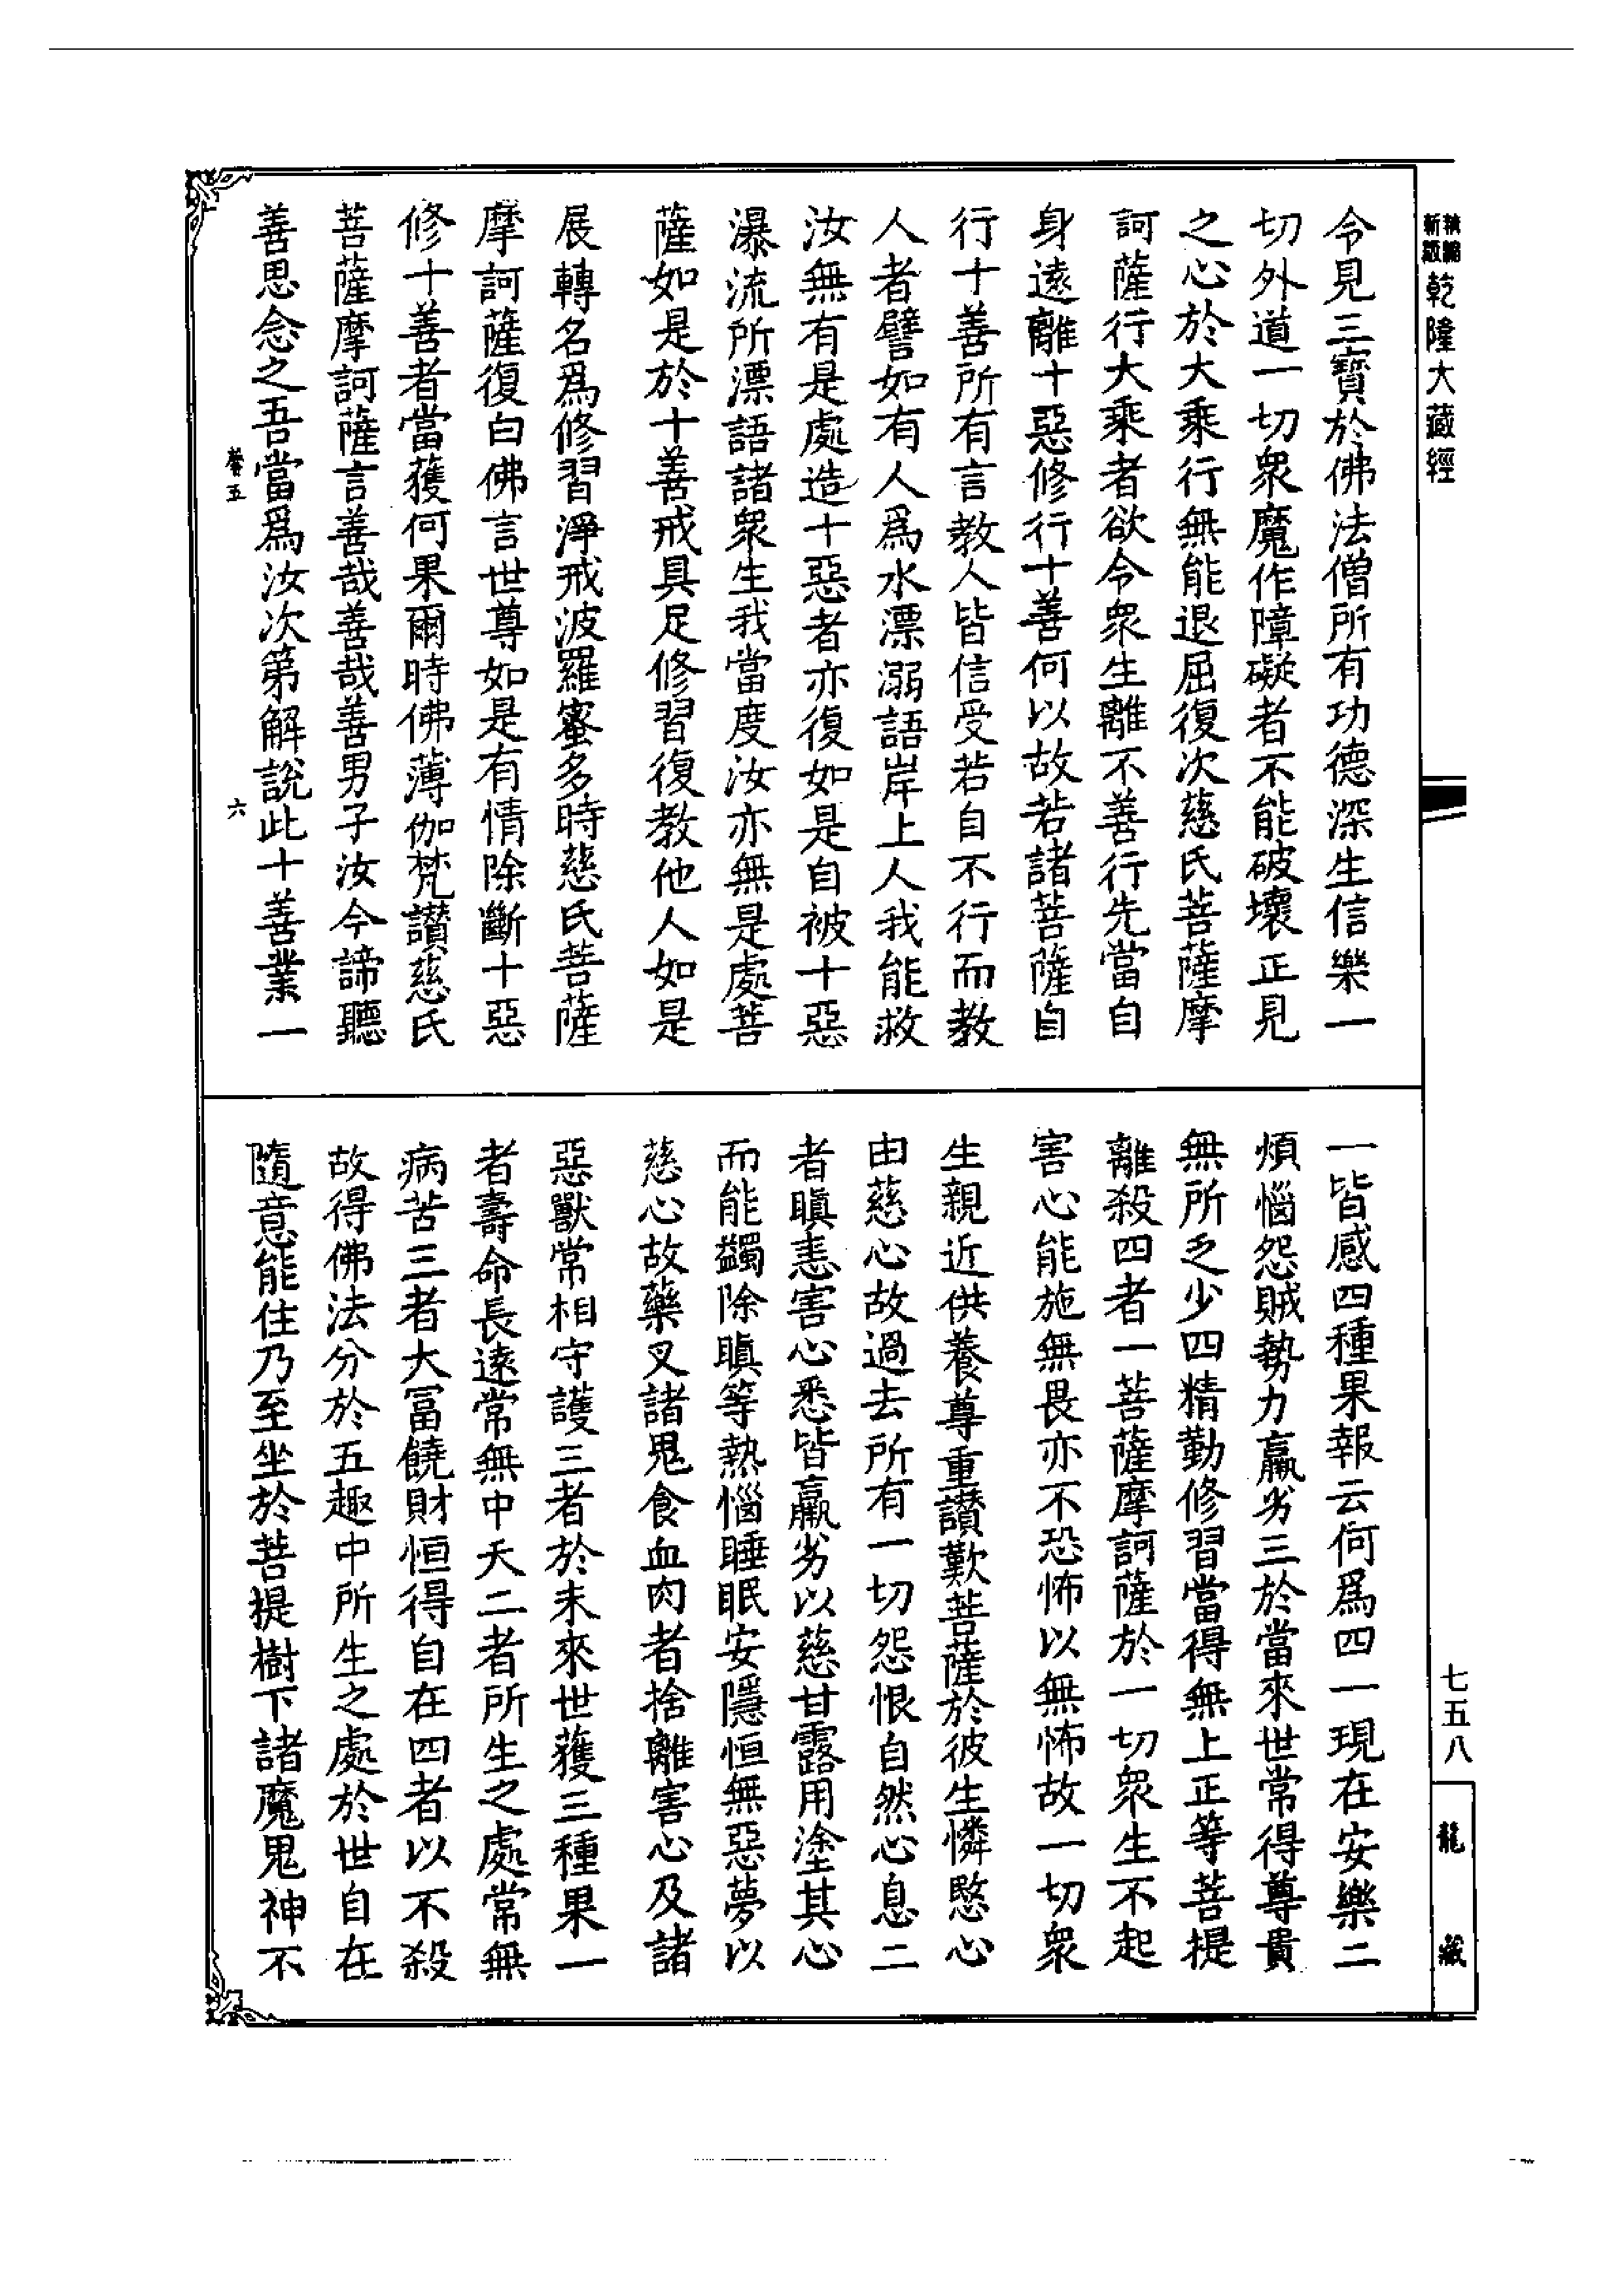 乾隆大藏經
令見三寶於佛法僧所有功德深生信樂一
切外道一切衆魔作障礙者不能破壞正見
之心於大乘行無能退屈復次慈氏菩薩摩
訶薩行大乘者欲令衆生離不善行先當自
身遠離十惡修行十善何以故若諸菩薩自
行十善所有言教人皆信受若自不行而教
人者譬如有人爲水漂溺語岸上人我能救
汝無有是處造十惡者亦復如是自被十惡
瀑流所漂語諸衆生我當度汝亦無是處菩
薩如是於十善戒具足修習復教他人如是
展轉名爲修習淨戒波羅蜜多時慈氏菩薩
摩訶薩復白佛言世尊如是有情除斷十惡
修十善者當獲何果爾時佛薄伽梵讚慈氏
菩薩摩訶薩言善哉善哉善男子汝今諦聽
善思念之吾當爲汝次第解說此十善業一
六
一皆感四種果報云何爲四一現在安樂二
煩惱怨賊勢力羸劣三於當來世常得尊貴
無所乏少四精勤修習當得無上正等菩提
離殺四者一菩薩摩訶薩於一切衆生不起
害心能施無畏亦不恐怖以無怖故一切衆
生親近供養尊重讚歎菩薩於彼生憐愍心
由慈心故過去所有一切怨恨自然心息二
者瞋恚害心悉皆羸劣以慈甘露用塗其心
而能蠲除瞋等熱惱睡眠安隱恒無惡夢以
慈心故藥叉諸鬼食血肉者捨離害心及諸
惡獸常相守護三者於未來世獲三種果一
者壽命長遠常無中夭二者所生之處常無
病苦三者大富饒財恒得自在四者以不殺
故得佛法分於五趣中所生之處於世自在
隨意能住乃至坐於菩提樹下諸魔鬼神不
七五八
龍藏